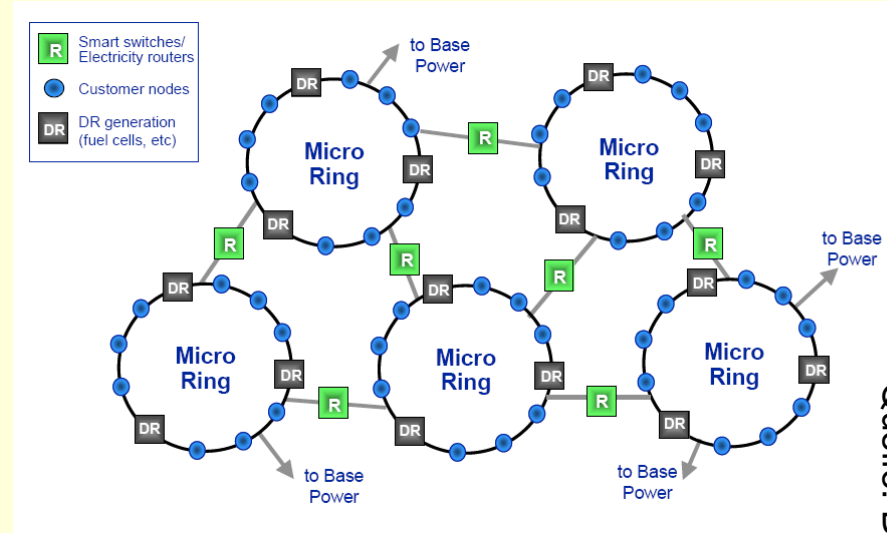 R
Smart switches/
Electricity routers
Customer nodes
DR
DR generation
(fuel cells, etc)
to Base
Power
DR
DR
Micro
Ring
R
Micro
Ring
DR
DR
DR
DR
R
R
R
R
to Base
Power
DR
DR
DR
Micro
Ring
Micro
Ring
Micro
Ring
DR
DR
DR
R
R
DR
DR
DR
to Base
Power
to Base
Power